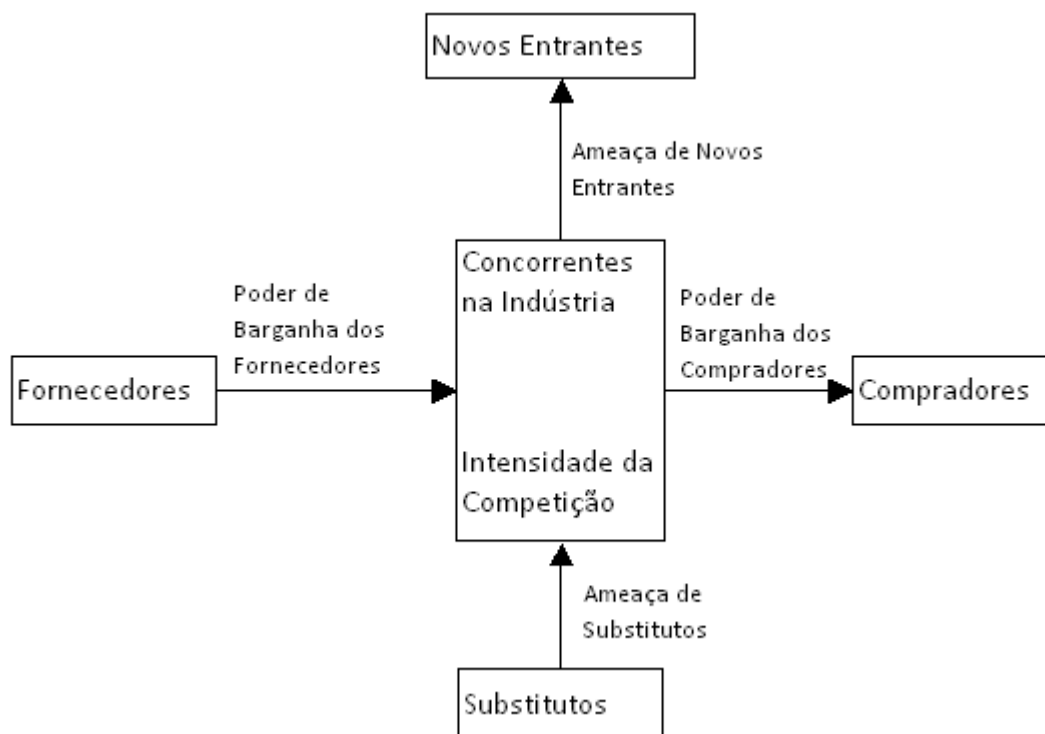 Novos Entrantes
Ameaça de Novos
Entrantes
Concorrentes
na Indústria
Poder de
Barganha dos
Fornecedores
Poder de
Barganha dos
Compradores
Fornecedores
Compradores
Intensidade da
Competição
Ameaça de
Substitutos
Substitutos